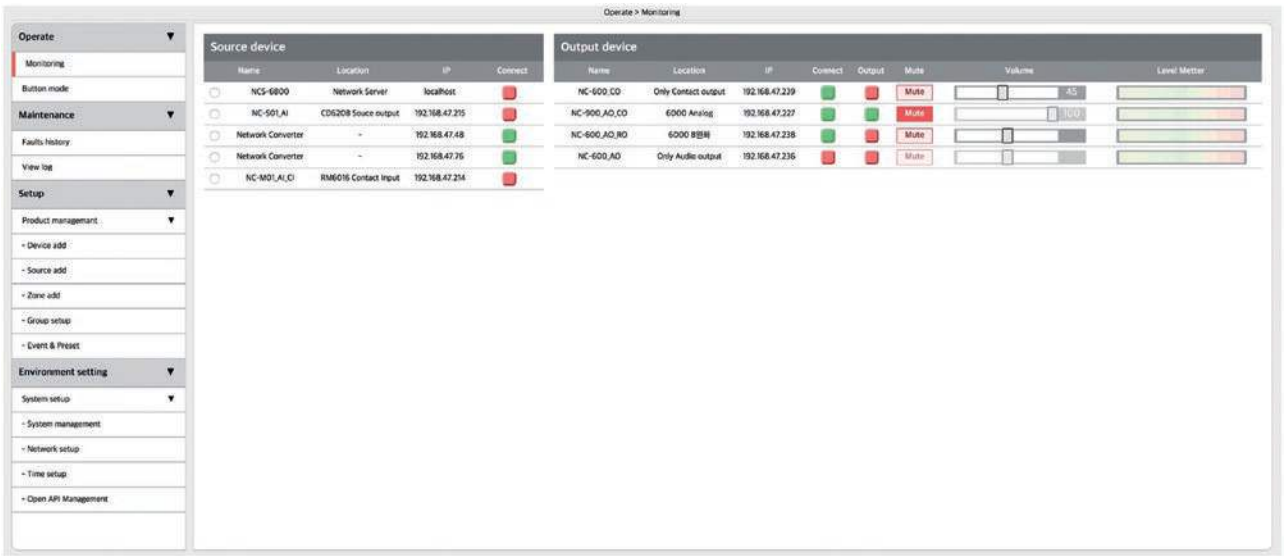 Operate > Monitoring
Operate ▼
Monitoring
Button mode
Maintenance ▼
Faults history
View log
Setup ▼
Product managemant ▼
- Device add
- Source add
- Zone add
- Group setup
- Event & Preset
Environment setting ▼
System setup ▼
- System management
- Network setup
- Time setup
- Open API Management
Source device
Name Location IP Connect
NCS-6800 Network Server localhost
NC-501_AI CD6208 Souce output 192.168.47.215
Network Converter - 192.168.47.48
Network Converter - 192.168.47.76
NC-M01_AI_CI RM6016 Contact Input 192.168.47.214
Output device
Name Location IP Connect Output Mute Volume Level Metter
NC-600_CO Only Contact output 192.168.47.239 Mute 45
NC-900_AO_CO 6000 Analog 192.168.47.227 Mute 100
NC-600_AO_RO 192.168.47.238 Mute
NC-600_AO Only Audio output 192.168.47.236 Mute